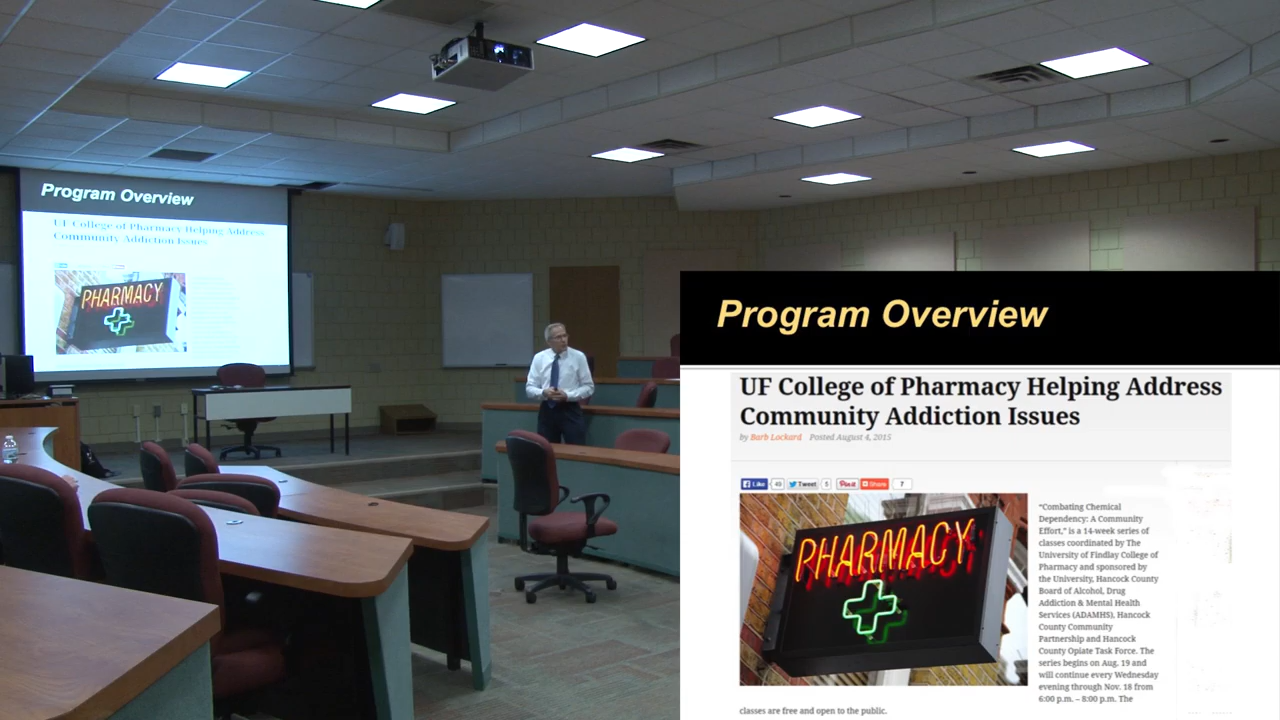 Program Overview
UF College of Pharmacy Helping Address
Community Addiction Issues
PHARMACY
Program Overview
UF College of Pharmacy Helping Address
Community Addiction Issues
by Barb Lockard Posted August 4, 2015
Like 49 Tweet 5 Pin it Share 7
PHARMACY
"Combating Chemical
Dependency: A Community
Effort," is a 14-week series of
classes coordinated by The
University of Findlay College of
Pharmacy and sponsored by
the University, Hancock County
Board of Alcohol, Drug
Addiction & Mental Health
Services (ADAMHS), Hancock
County Community
Partnership and Hancock
County Opiate Task Force. The
series begins on Aug. 19 and
will continue every Wednesday
evening through Nov. 18 from
6:00 p.m. – 8:00 p.m. The
classes are free and open to the public.